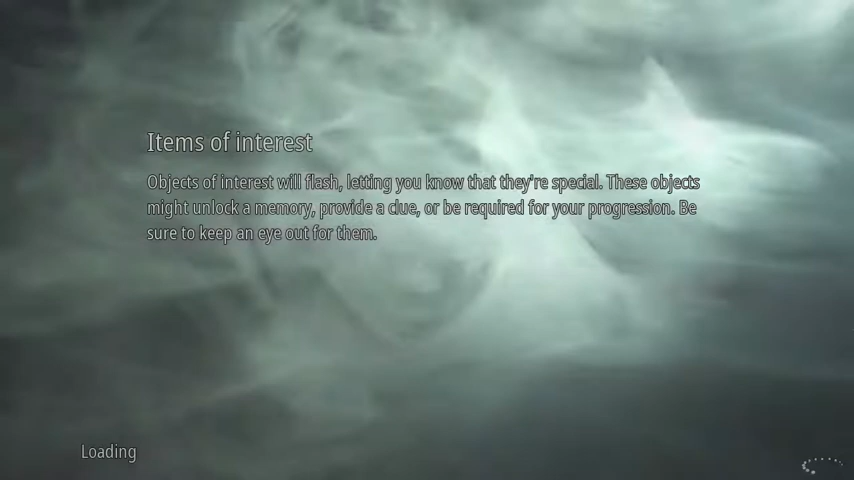 Items of interest
Objects of interest will flash, letting you know that they're special. These objects
might unlock a memory, provide a clue, or be required for your progression. Be
sure to keep an eye out for them.
Loading